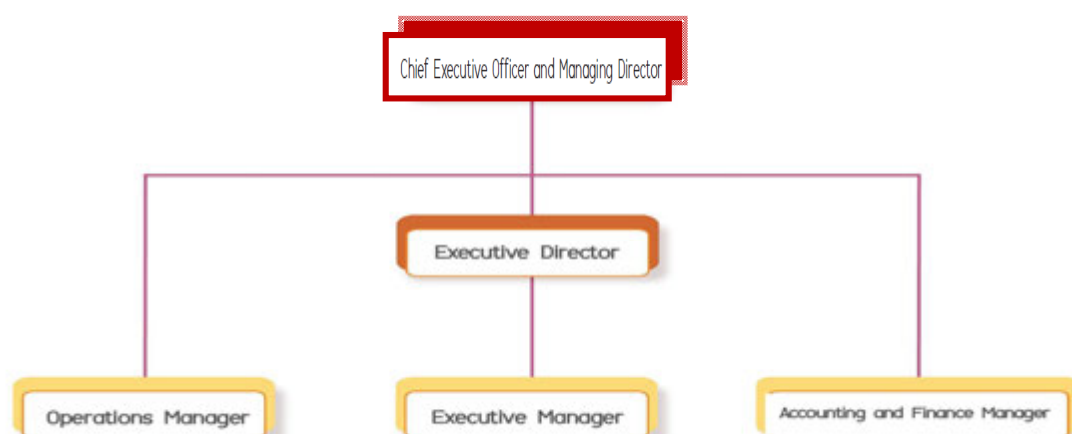 Chief Executive Officer and Managing Director
Executive Director
Operations Manager
Executive Manager
Accounting and Finance Manager